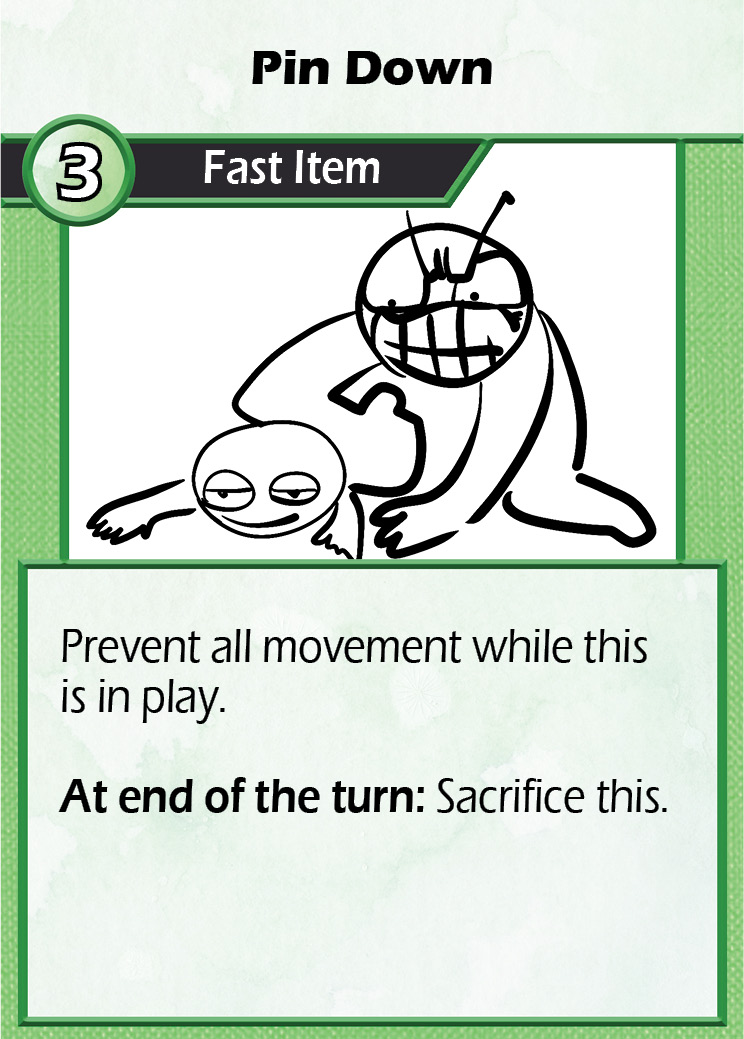 Pin Down
3
Fast Item
Prevent all movement while this
is in play.
At end of the turn: Sacrifice this.